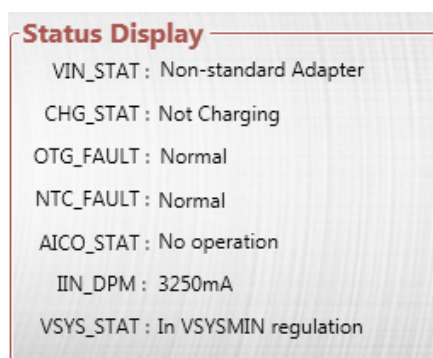 Status Display
VIN_STAT : Non-standard Adapter
CHG_STAT : Not Charging
OTG_FAULT : Normal
NTC_FAULT : Normal
AICO_STAT : No operation
IIN_DPM : 3250mA
VSYS_STAT : In VSYSMIN regulation